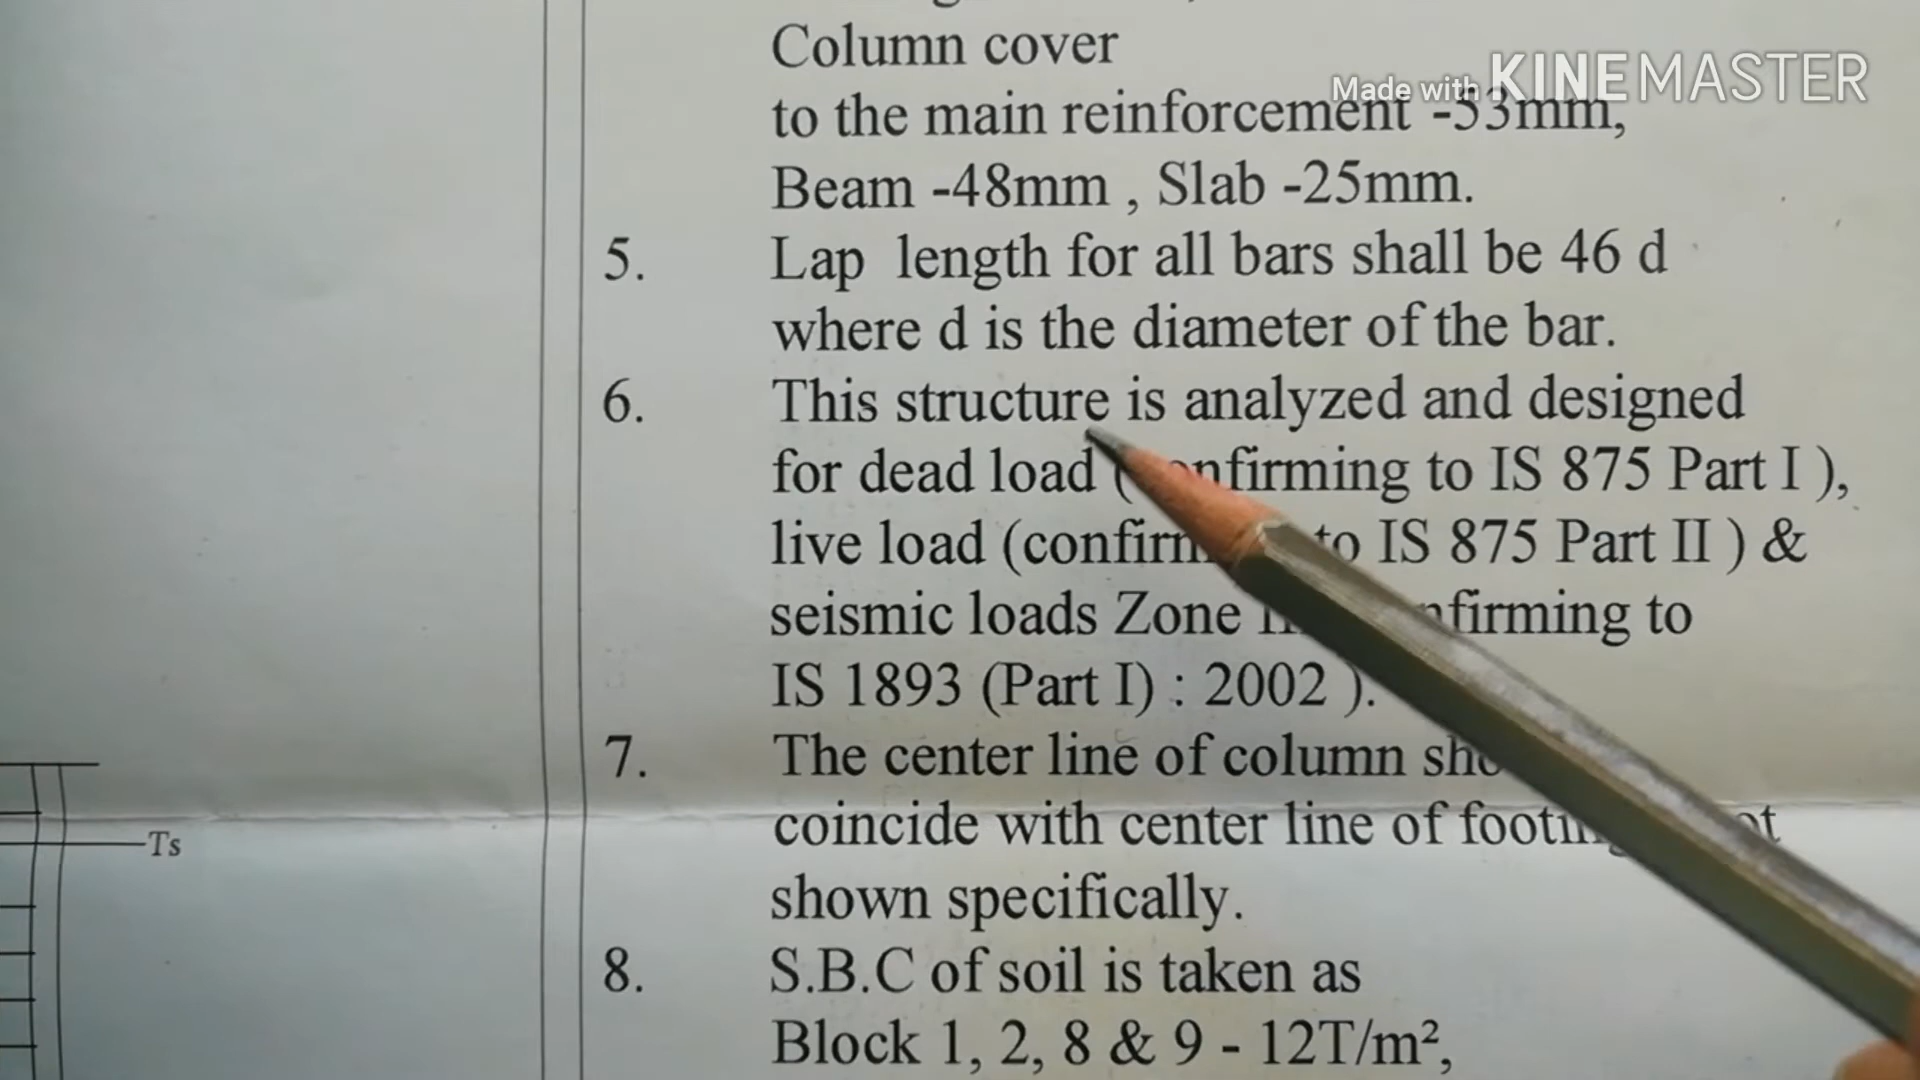 Column cover
Made with KINEMASTER
to the main reinforcement -53mm,
Beam -48mm , Slab -25mm.
5. Lap length for all bars shall be 46 d
where d is the diameter of the bar.
6. This structure is analyzed and designed
for dead load ( to IS 875 Part I ),
live load ( to IS 875 Part II ) &
seismic loads Zone to
IS 1893 (Part I) : 2002 ).
7. The center line of column
coincide with center line of
shown specifically.
Ts
8. S.B.C of soil is taken as
Block 1, 2, 8 & 9 - 12T/m²,